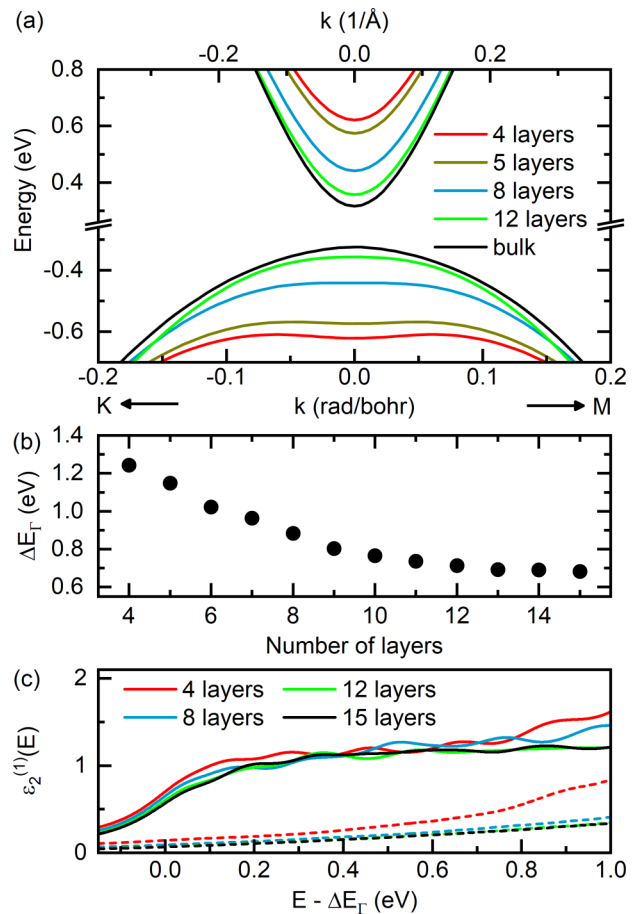 (a)
k (1/Å)
-0.2 0.0 0.2
0.8
0.6
0.4
-0.4
-0.6
Energy (eV)
4 layers
5 layers
8 layers
12 layers
bulk
-0.2 -0.1 0.0 0.1 0.2
K k (rad/bohr) M
(b)
1.4
1.2
1.0
0.8
0.6
ΔE_Γ (eV)
4 6 8 10 12 14
Number of layers
(c)
2
1
0
ε₂⁽¹⁾(E)
4 layers 12 layers
8 layers 15 layers
0.0 0.2 0.4 0.6 0.8 1.0
E - ΔE_Γ (eV)